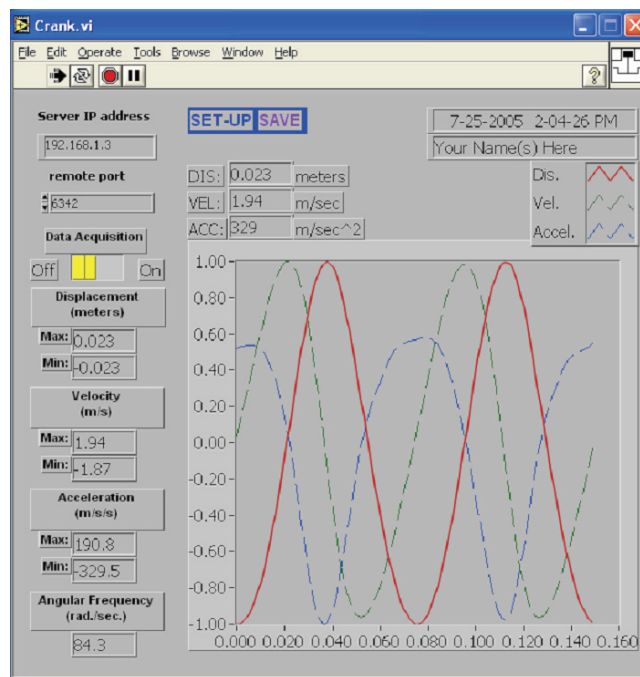 Crank.vi
File Edit Operate Tools Browse Window Help
?
Server IP address
192.168.1.3
remote port
6342
Data Acquisition
Off On
Displacement
(meters)
Max: 0.023
Min: -0.023
Velocity
(m/s)
Max: 1.94
Min: -1.87
Acceleration
(m/s/s)
Max: 190.8
Min: -329.5
Angular Frequency
(rad./sec.)
84.3
SET-UP SAVE
7-25-2005 2-04-26 PM
Your Name(s) Here
DIS: 0.023 meters
VEL: 1.94 m/sec
ACC: 329 m/sec^2
Dis.
Vel.
Accel.
1.00
0.80
0.60
0.40
0.20
0.00
-0.20
-0.40
-0.60
-0.80
-1.00
0.000 0.020 0.040 0.060 0.080 0.100 0.120 0.140 0.160